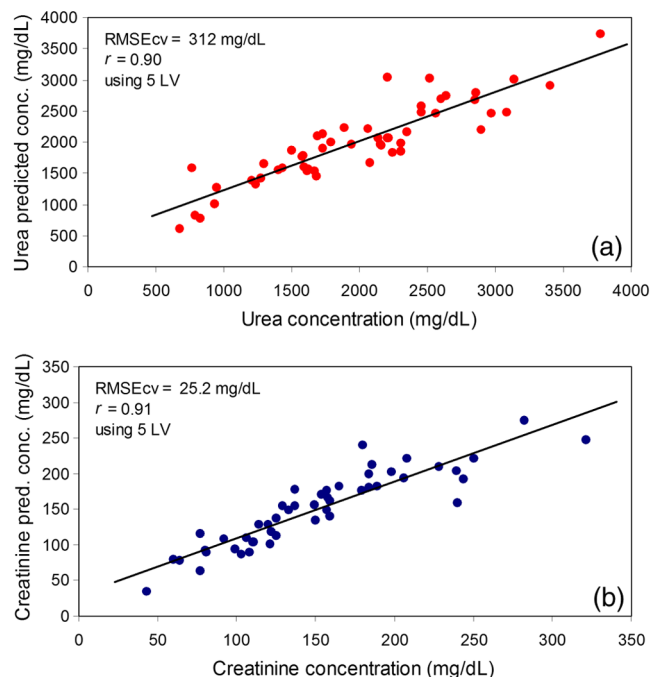 Urea predicted conc. (mg/dL)
4000
3500
3000
2500
2000
1500
1000
500
0
RMSEcv = 312 mg/dL
r = 0.90
using 5 LV
(a)
0 500 1000 1500 2000 2500 3000 3500 4000
Urea concentration (mg/dL)
Creatinine pred. conc. (mg/dL)
350
300
250
200
150
100
50
0
RMSEcv = 25.2 mg/dL
r = 0.91
using 5 LV
(b)
0 50 100 150 200 250 300 350
Creatinine concentration (mg/dL)